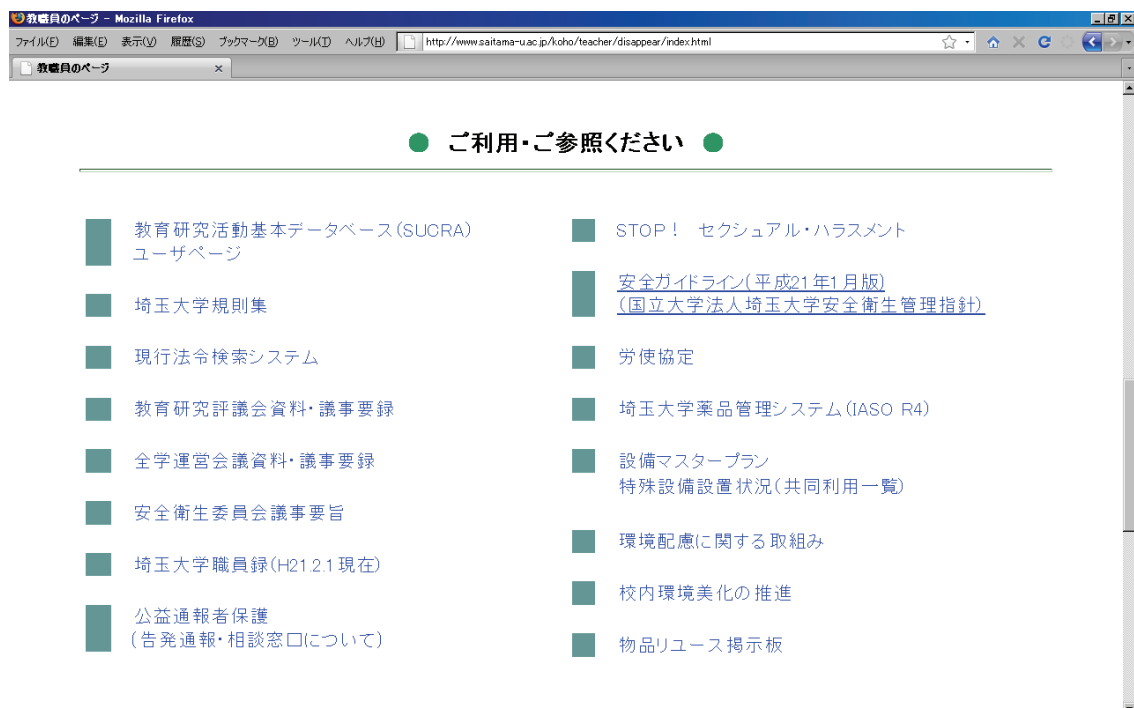 教職員のページ - Mozilla Firefox
ファイル(F) 編集(E) 表示(V) 履歴(S) ブックマーク(B) ツール(T) ヘルプ(H) http://www.saitama-u.ac.jp/koho/teacher/disappear/index.html
教職員のページ
● ご利用・ご参照ください ●
教育研究活動基本データベース(SUCRA)
ユーザページ
埼玉大学規則集
現行法令検索システム
教育研究評議会資料・議事要録
全学運営会議資料・議事要録
安全衛生委員会議事要旨
埼玉大学職員録(H21.2.1現在)
公益通報者保護
(告発通報・相談窓口について)
STOP! セクシュアル・ハラスメント
安全ガイドライン(平成21年1月版)
(国立大学法人埼玉大学安全衛生管理指針)
労使協定
埼玉大学薬品管理システム(IASO R4)
設備マスタープラン
特殊設備設置状況(共同利用一覧)
環境配慮に関する取組み
校内環境美化の推進
物品リユース掲示板